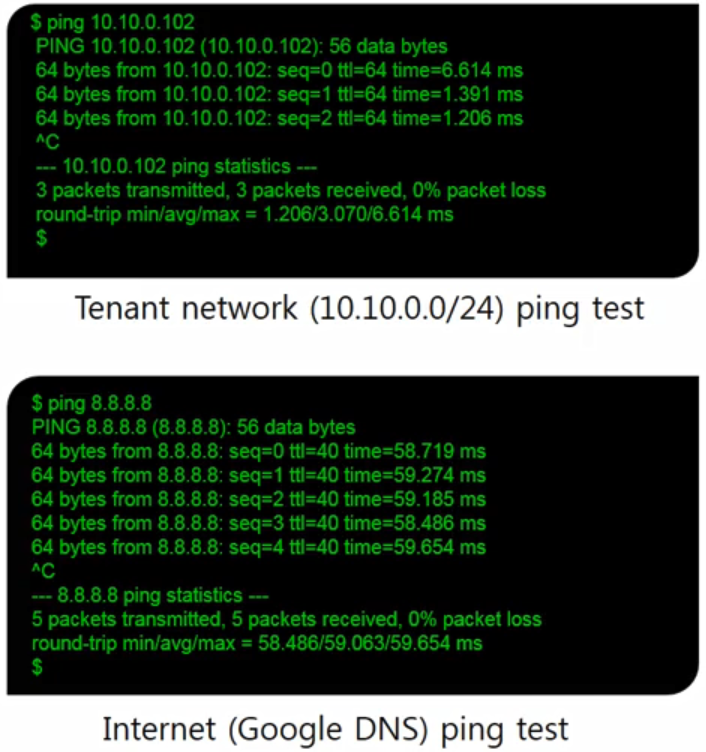 $ ping 10.10.0.102
PING 10.10.0.102 (10.10.0.102): 56 data bytes
64 bytes from 10.10.0.102: seq=0 ttl=64 time=6.614 ms
64 bytes from 10.10.0.102: seq=1 ttl=64 time=1.391 ms
64 bytes from 10.10.0.102: seq=2 ttl=64 time=1.206 ms
^C
--- 10.10.0.102 ping statistics ---
3 packets transmitted, 3 packets received, 0% packet loss
round-trip min/avg/max = 1.206/3.070/6.614 ms
$
Tenant network (10.10.0.0/24) ping test
$ ping 8.8.8.8
PING 8.8.8.8 (8.8.8.8): 56 data bytes
64 bytes from 8.8.8.8: seq=0 ttl=40 time=58.719 ms
64 bytes from 8.8.8.8: seq=1 ttl=40 time=59.274 ms
64 bytes from 8.8.8.8: seq=2 ttl=40 time=59.185 ms
64 bytes from 8.8.8.8: seq=3 ttl=40 time=58.486 ms
64 bytes from 8.8.8.8: seq=4 ttl=40 time=59.654 ms
^C
--- 8.8.8.8 ping statistics ---
5 packets transmitted, 5 packets received, 0% packet loss
round-trip min/avg/max = 58.486/59.063/59.654 ms
$
Internet (Google DNS) ping test